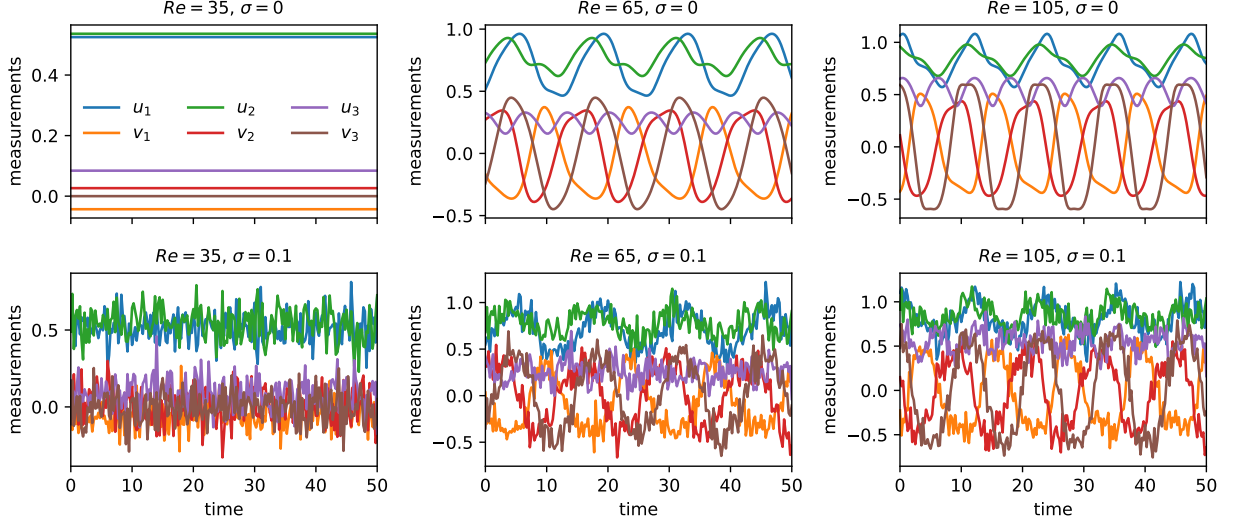 Re = 35, σ = 0
Re = 65, σ = 0
Re = 105, σ = 0
measurements
0.4
0.2
0.0
u1
u2
u3
v1
v2
v3
measurements
1.0
0.5
0.0
−0.5
measurements
1.0
0.5
0.0
−0.5
Re = 35, σ = 0.1
Re = 65, σ = 0.1
Re = 105, σ = 0.1
measurements
0.5
0.0
measurements
1.0
0.5
0.0
−0.5
measurements
1.0
0.5
0.0
−0.5
0 10 20 30 40 50
0 10 20 30 40 50
0 10 20 30 40 50
time
time
time